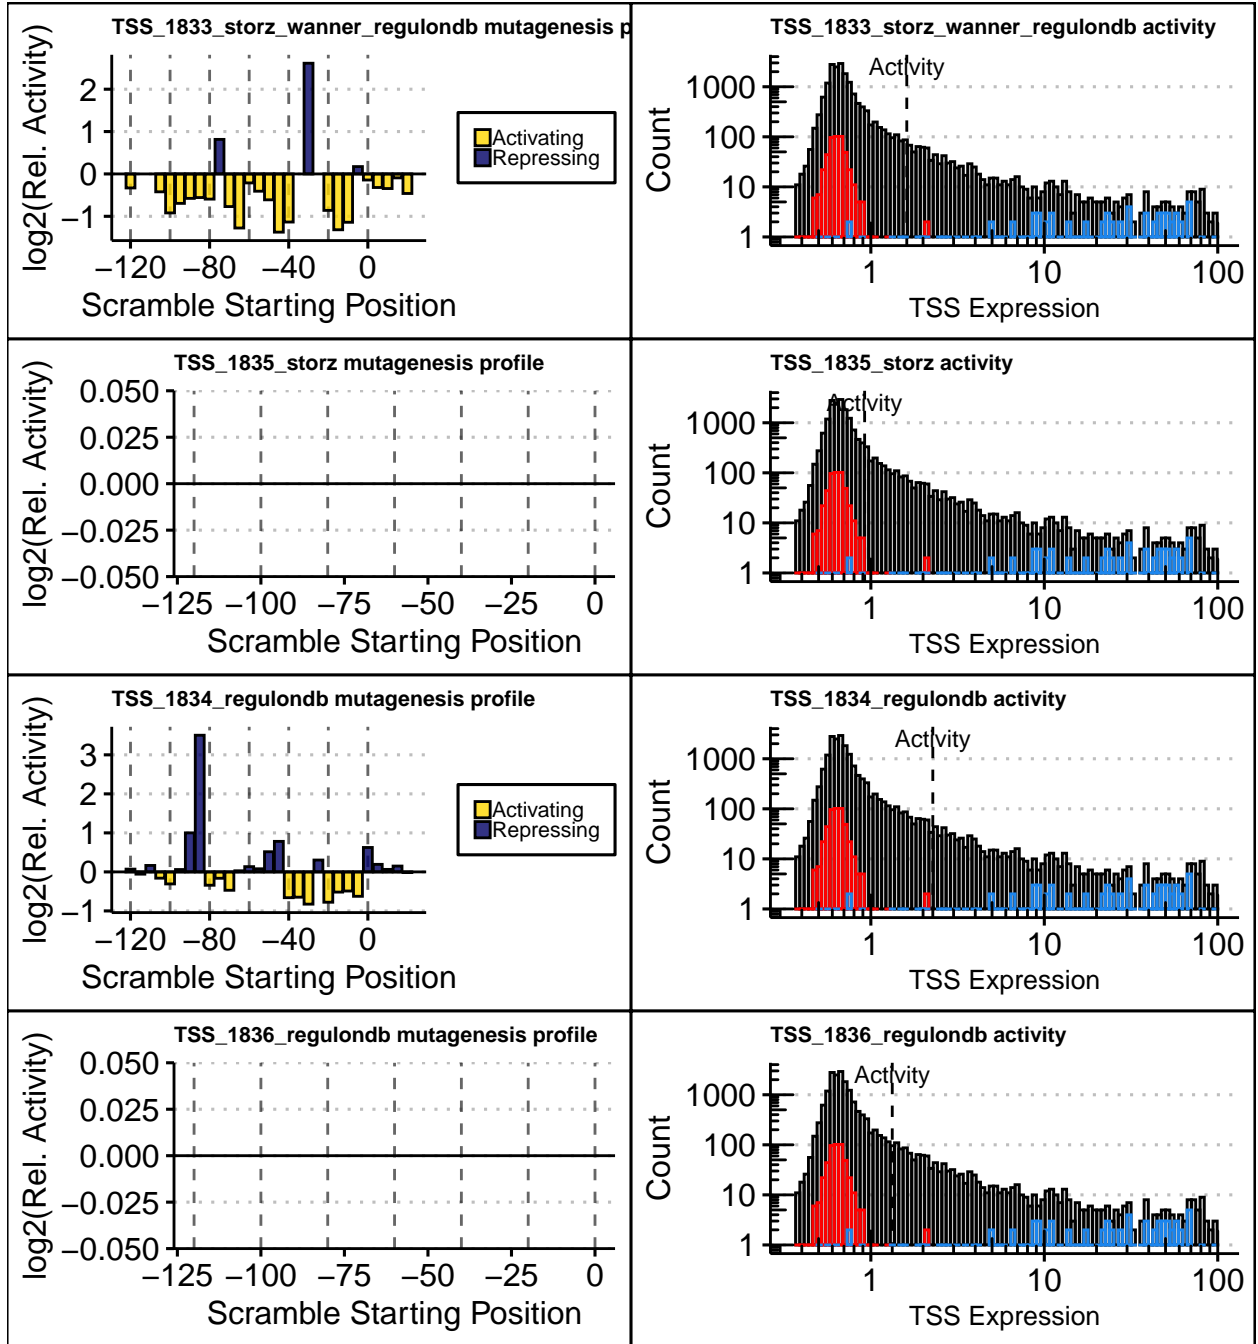 TSS_1833_storz_wanner_regulondb mutagenesis p
log2(Rel. Activity)
2
1
0
−1
−120 −80 −40 0
Scramble Starting Position
Activating
Repressing
TSS_1833_storz_wanner_regulondb activity
Activity
Count
1000
100
10
1
1 10 100
TSS Expression
TSS_1835_storz mutagenesis profile
log2(Rel. Activity)
0.050
0.025
0.000
−0.025
−0.050
−125 −100 −75 −50 −25 0
Scramble Starting Position
TSS_1835_storz activity
Activity
Count
1000
100
10
1
1 10 100
TSS Expression
TSS_1834_regulondb mutagenesis profile
log2(Rel. Activity)
3
2
1
0
−1
−120 −80 −40 0
Scramble Starting Position
Activating
Repressing
TSS_1834_regulondb activity
Activity
Count
1000
100
10
1
1 10 100
TSS Expression
TSS_1836_regulondb mutagenesis profile
log2(Rel. Activity)
0.050
0.025
0.000
−0.025
−0.050
−125 −100 −75 −50 −25 0
Scramble Starting Position
TSS_1836_regulondb activity
Activity
Count
1000
100
10
1
1 10 100
TSS Expression